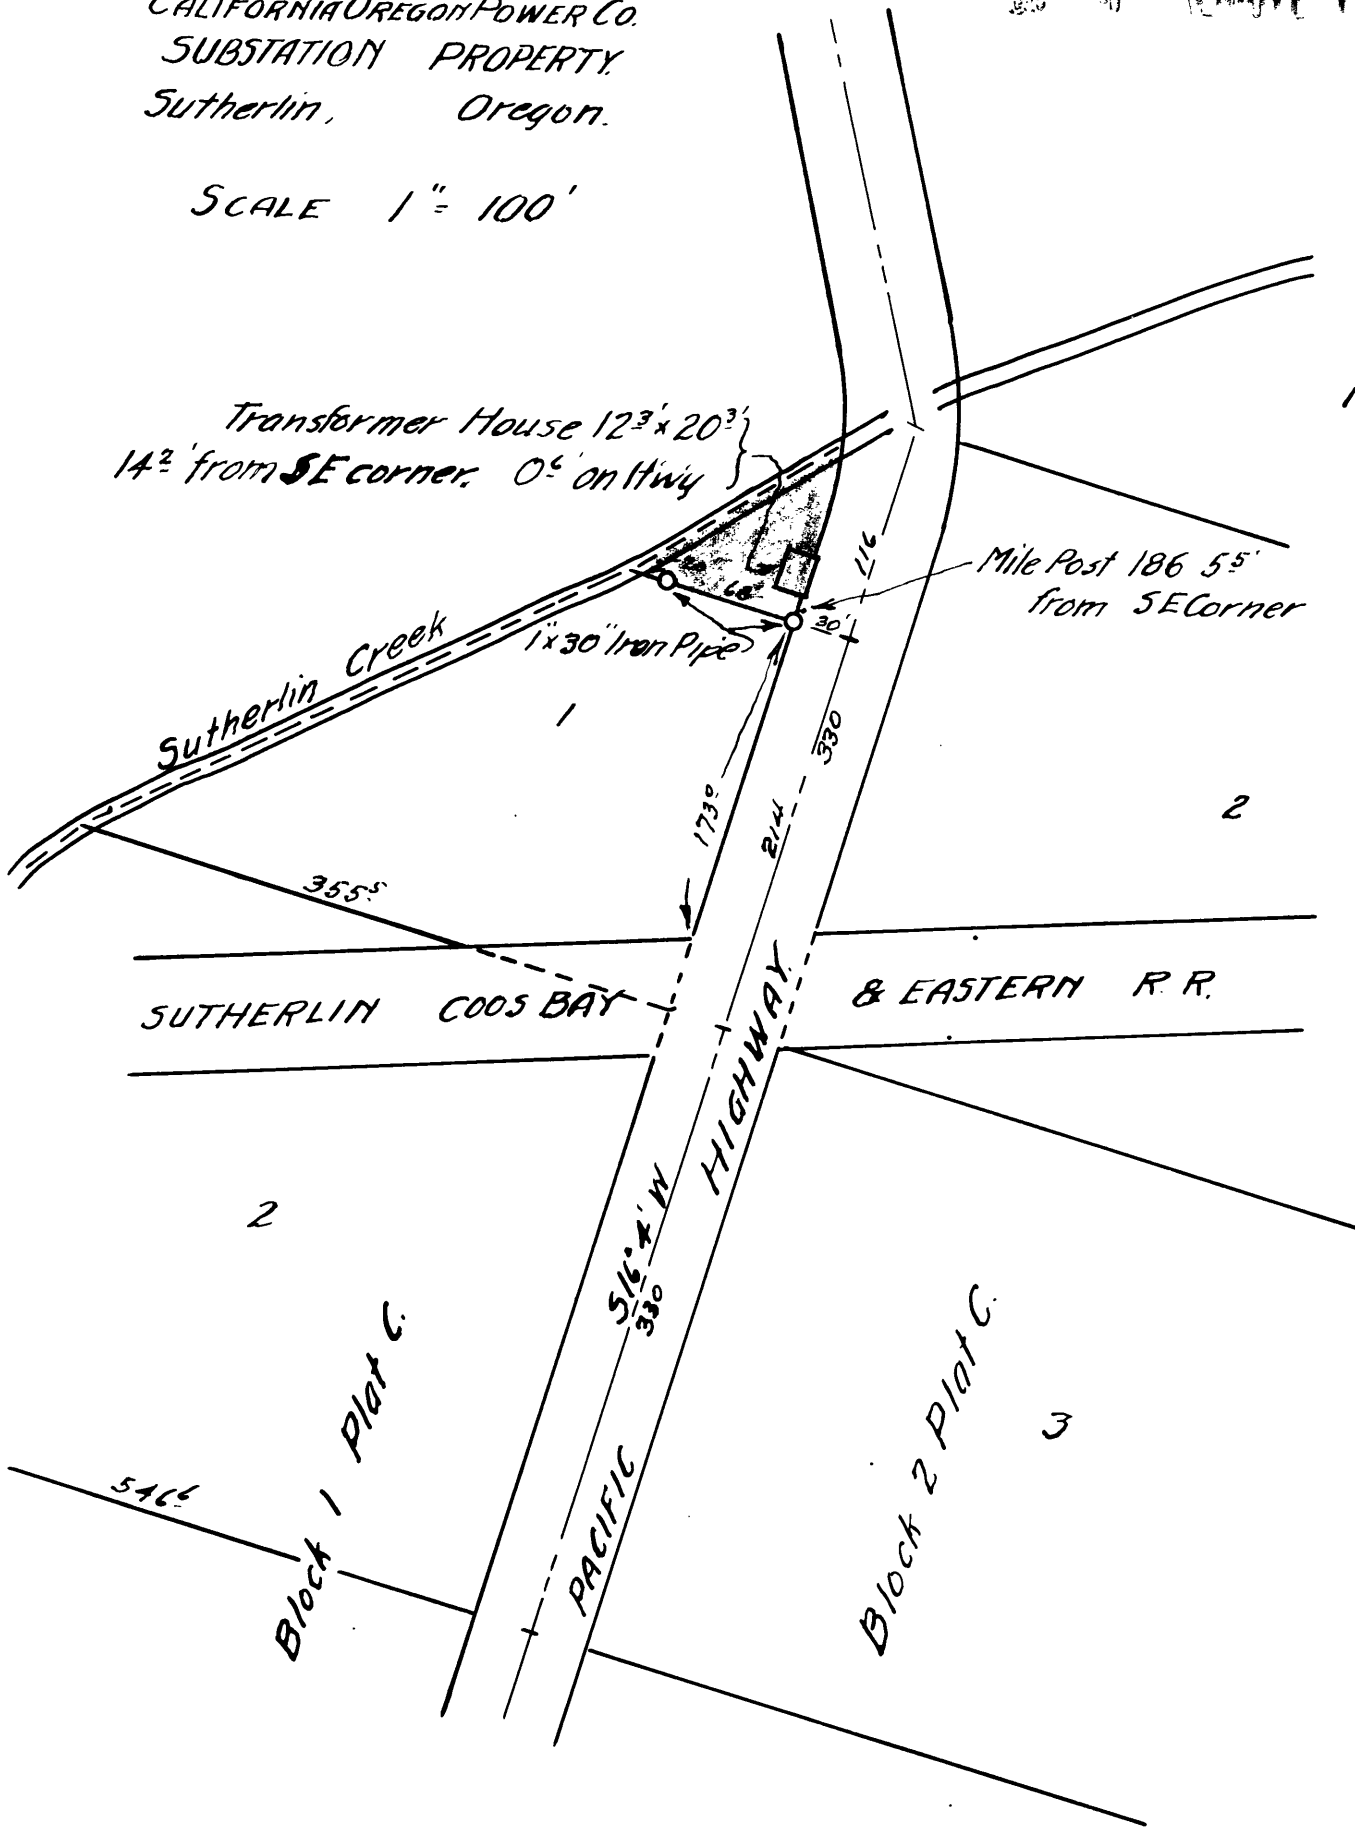 CALIFORNIA OREGON POWER CO.
SUBSTATION PROPERTY.
Sutherlin, Oregon.
SCALE 1" = 100'
Transformer House 12³' x 20³'
14² ' from SE corner. 0⁶ ' on Hiwy
116
Mile Post 186 5⁵'
from SE Corner
68
30'
1"x30" Iron Pipe
Sutherlin Creek
1
330
173⁰
214
2
355⁵
SUTHERLIN COOS BAY & EASTERN R. R.
HIGHWAY.
2
S16° 4' W
330
Block 1 Plat C.
Block 2 Plat C.
3
546⁶
PACIFIC